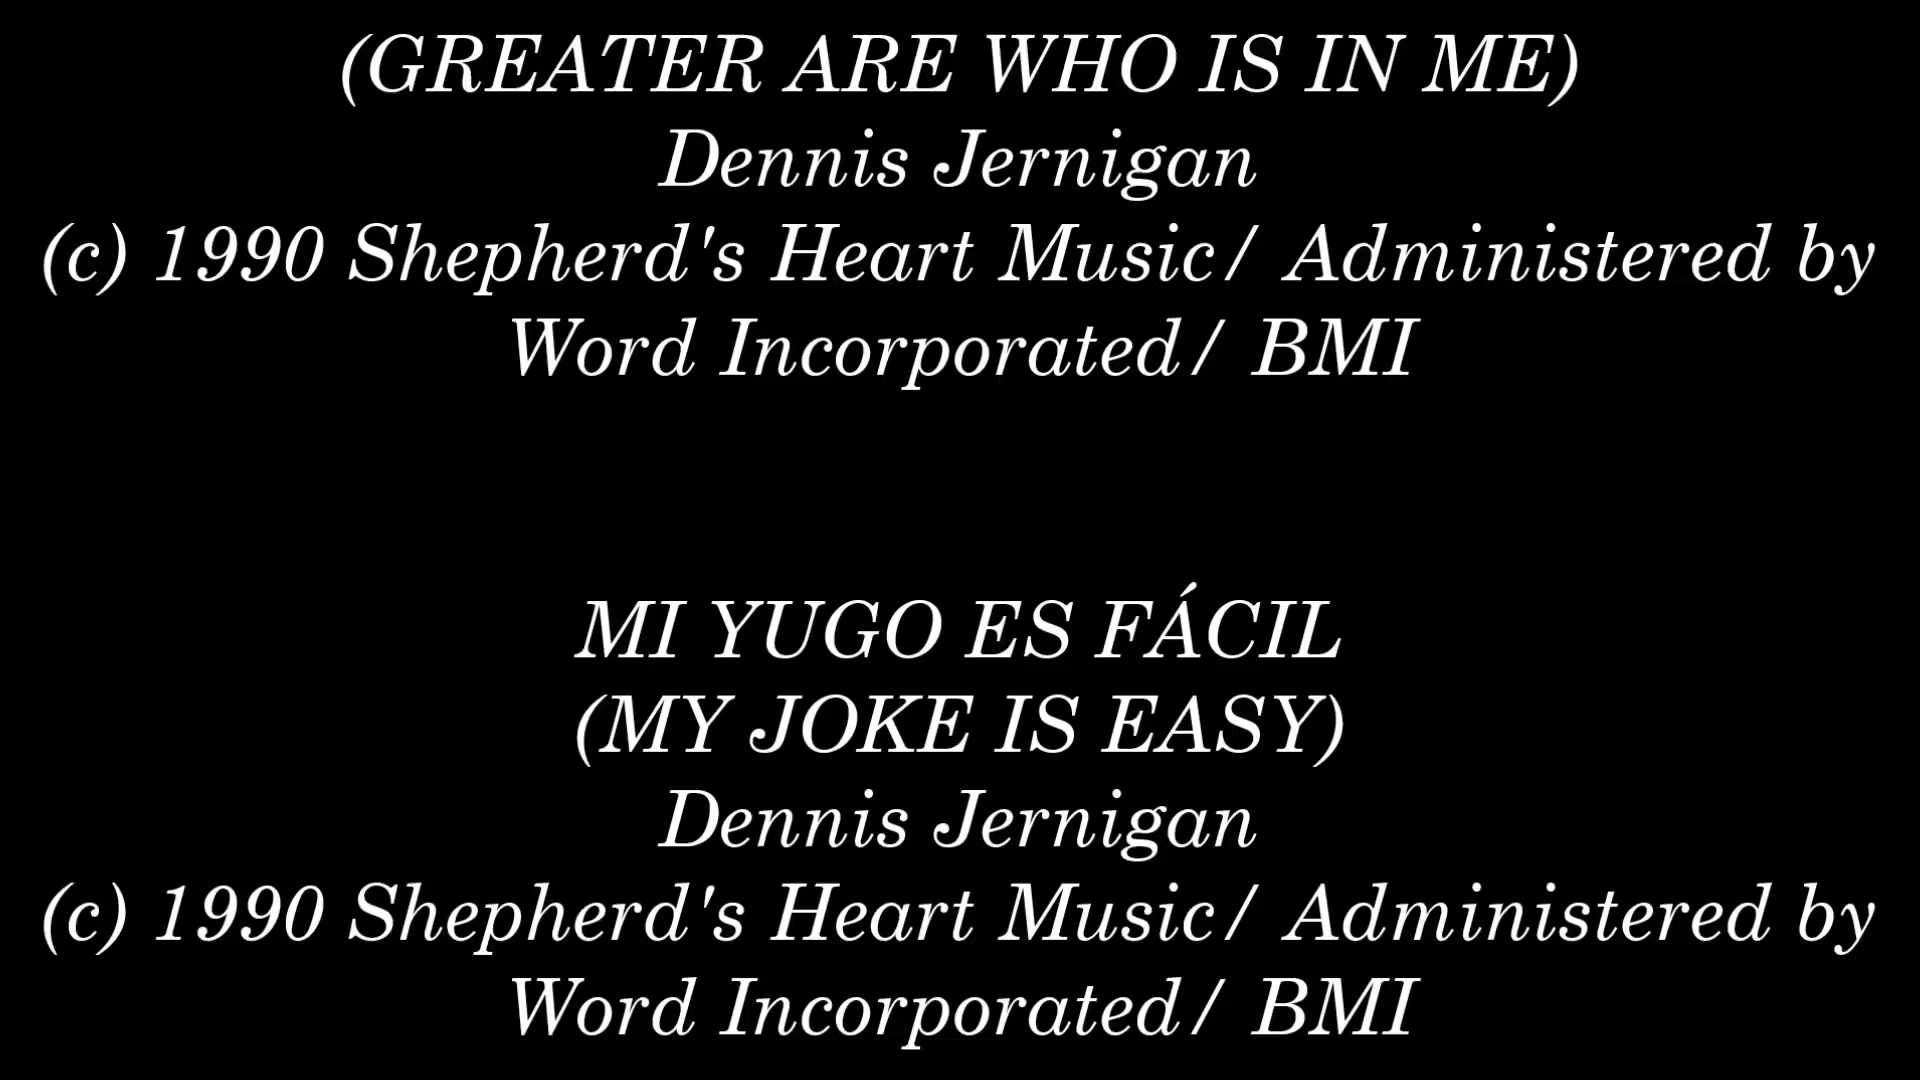 (GREATER ARE WHO IS IN ME)
Dennis Jernigan
(c) 1990 Shepherd's Heart Music/ Administered by
Word Incorporated/ BMI
MI YUGO ES FÁCIL
(MY JOKE IS EASY)
Dennis Jernigan
(c) 1990 Shepherd's Heart Music/ Administered by
Word Incorporated/ BMI